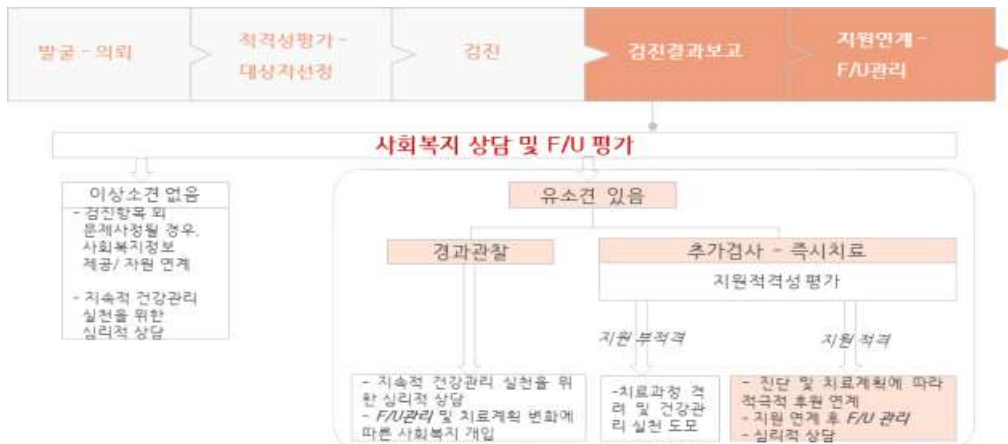 발굴 – 의뢰
적격성평가 –
대상자선정
검진
검진결과보고
지원연계 –
F/U관리
사회복지 상담 및 F/U 평가
이상소견 없음
- 검진항목 외
문제사정될 경우,
사회복지정보
제공/ 자원 연계
- 지속적 건강관리
실천을 위한
심리적 상담
유소견 있음
경과관찰
추가검사 – 즉시치료
지원적격성 평가
지원 부적격
지원 적격
- 지속적 건강관리 실천을 위
한 심리적 상담
- F/U관리 및 치료계획 변화에
따른 사회복지 개입
-치료과정 격
려 및 건강관
리 실천 도모
- 진단 및 치료계획에 따라
적극적 후원 연계
- 지원 연계 후 F/U 관리
- 심리적 상담